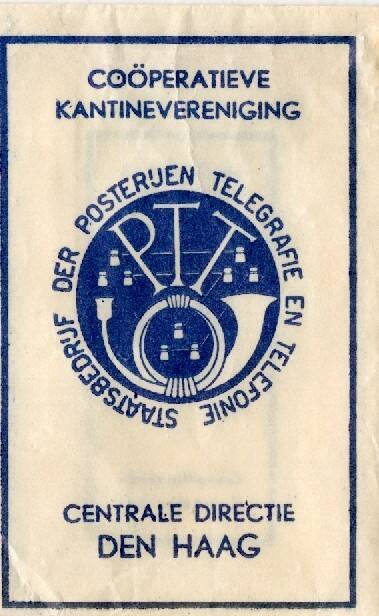 COÖPERATIEVE
KANTINEVERENIGING
STAATSBEDRIJF DER POSTERIJEN TELEGRAFIE EN TELEFONIE
PTT
CENTRALE DIRECTIE
DEN HAAG